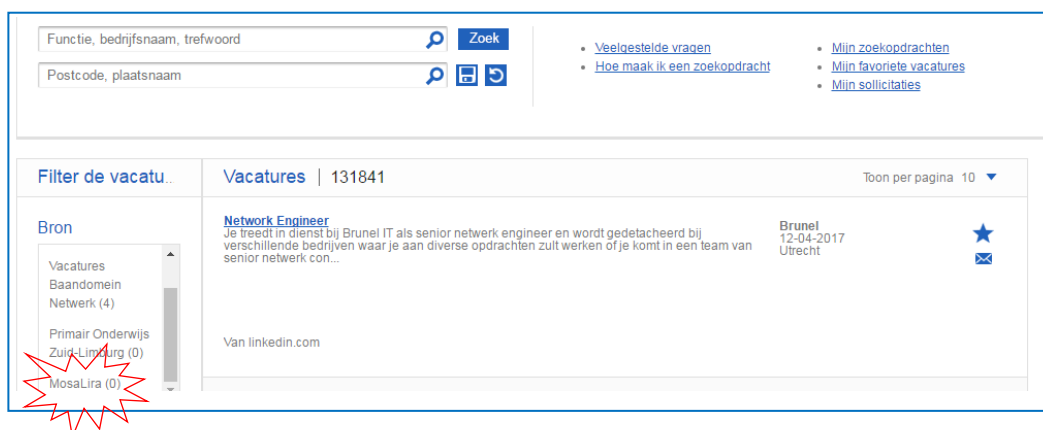 Functie, bedrijfsnaam, trefwoord
Zoek
Postcode, plaatsnaam
Veelgestelde vragen
Hoe maak ik een zoekopdracht
Mijn zoekopdrachten
Mijn favoriete vacatures
Mijn sollicitaties
Filter de vacatu..
Vacatures | 131841
Toon per pagina 10
Bron
Vacatures
Baandomein
Netwerk (4)
Primair Onderwijs
Zuid-Limburg (0)
MosaLira (0)
Network Engineer
Je treedt in dienst bij Brunel IT als senior netwerk engineer en wordt gedetacheerd bij
verschillende bedrijven waar je aan diverse opdrachten zult werken of je komt in een team van
senior netwerk con...
Van linkedin.com
Brunel
12-04-2017
Utrecht